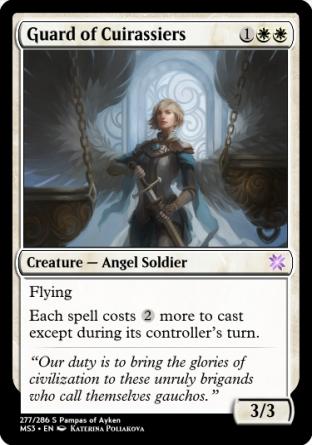 Guard of Cuirassiers 1
Creature — Angel Soldier
Flying
Each spell costs 2 more to cast
except during its controller's turn.
“Our duty is to bring the glories of
civilization to these unruly brigands
who call themselves gauchos.”
3/3
277/286 S Pampas of Ayken
MS3 • EN Katerina Poliakova